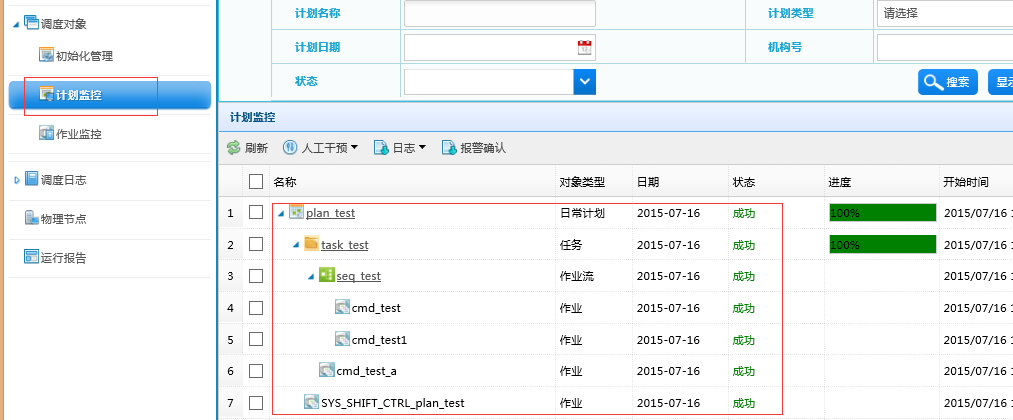 调度对象
初始化管理
计划监控
作业监控
调度日志
物理节点
运行报告
计划名称 计划类型 请选择
计划日期 机构号
状态 搜索
计划监控
刷新 人工干预 日志 报警确认
名称 对象类型 日期 状态 进度 开始时间
1 plan_test 日常计划 2015-07-16 成功 100% 2015/07/16
2 task_test 任务 2015-07-16 成功 100% 2015/07/16
3 seq_test 作业流 2015-07-16 成功 2015/07/16
4 cmd_test 作业 2015-07-16 成功 2015/07/16
5 cmd_test1 作业 2015-07-16 成功 2015/07/16
6 cmd_test_a 作业 2015-07-16 成功 2015/07/16
7 SYS_SHIFT_CTRL_plan_test 作业 2015-07-16 成功 2015/07/16